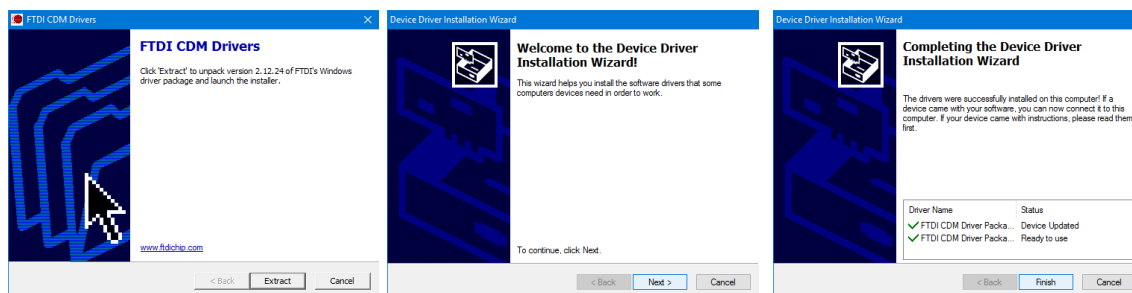 FTDI CDM Drivers
FTDI CDM Drivers
Click 'Extract' to unpack version 2.12.24 of FTDI's Windows
driver package and launch the installer.
www.ftdichip.com
< Back
Extract
Cancel
Device Driver Installation Wizard
Welcome to the Device Driver
Installation Wizard!
This wizard helps you install the software drivers that some
computers devices need in order to work.
To continue, click Next.
< Back
Next >
Cancel
Device Driver Installation Wizard
Completing the Device Driver
Installation Wizard
The drivers were successfully installed on this computer! If a
device came with your software, you can now connect it to this
computer. If your device came with instructions, please read them
first.
Driver Name Status
FTDI CDM Driver Packa... Device Updated
FTDI CDM Driver Packa... Ready to use
< Back
Finish
Cancel